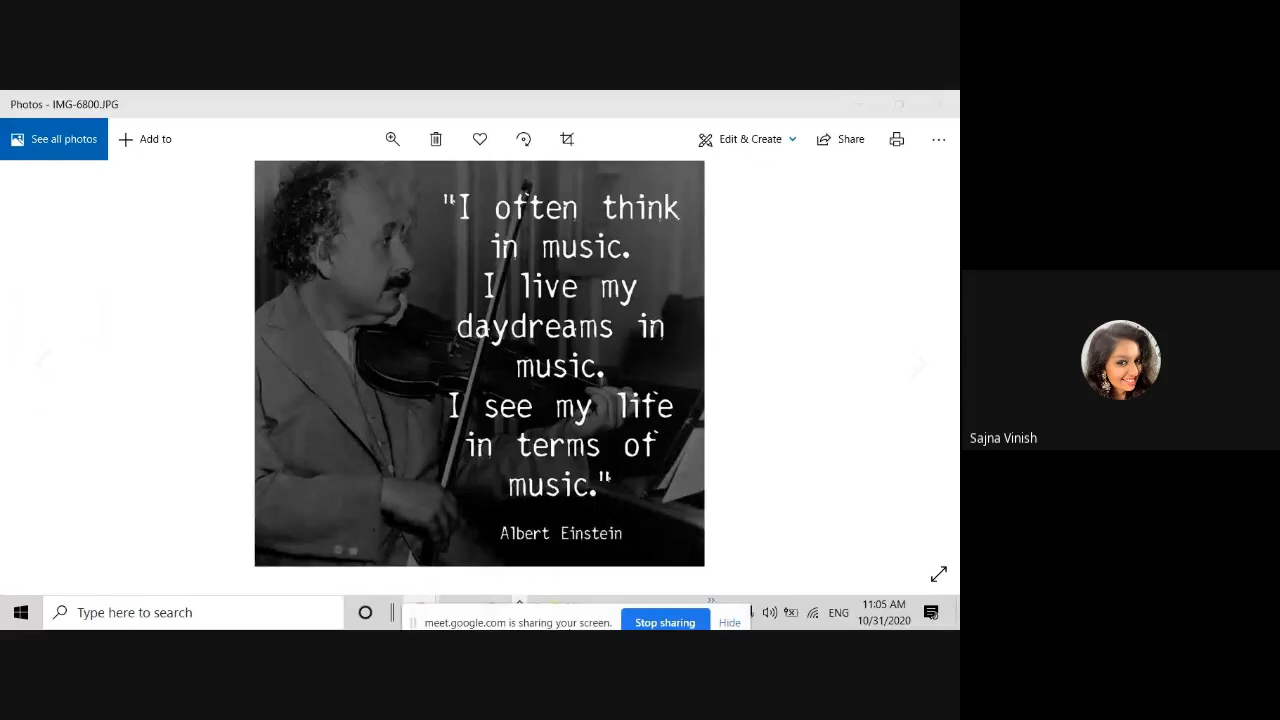 Photos - IMG-6800.JPG
See all photos
Add to
Edit & Create
Share
"I often think
in music.
I live my
daydreams in
music.
I see my life
in terms of
music."
Albert Einstein
Sajna Vinish
Type here to search
meet.google.com is sharing your screen.
Stop sharing
Hide
ENG
11:05 AM
10/31/2020